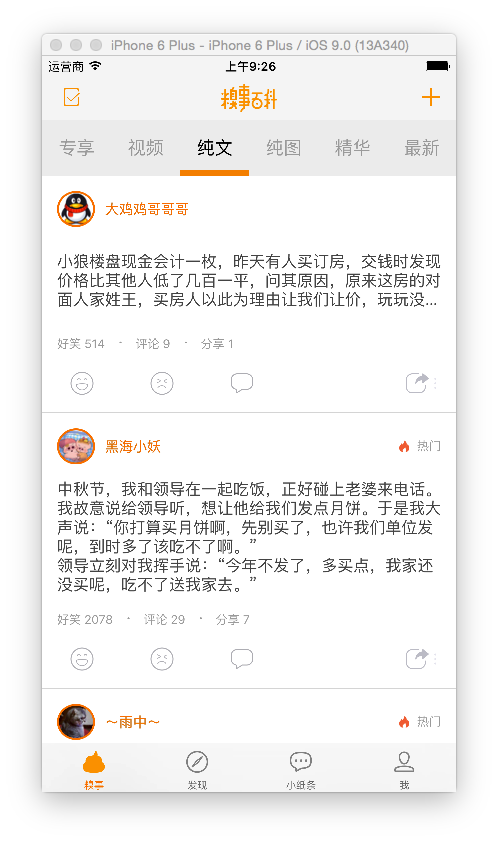 iPhone 6 Plus - iPhone 6 Plus / iOS 9.0 (13A340)
运营商 上午9:26
糗事百科
专享 视频 纯文 纯图 精华 最新
大鸡鸡哥哥哥
小狼楼盘现金会计一枚，昨天有人买订房，交钱时发现
价格比其他人低了几百一平，问其原因，原来这房的对
面人家姓王，买房人以此为理由让我们让价，玩玩没...
好笑 514 · 评论 9 · 分享 1
黑海小妖 热门
中秋节，我和领导在一起吃饭，正好碰上老婆来电话。
我故意说给领导听，想让他给我们发点月饼。于是我大
声说：“你打算买月饼啊，先别买了，也许我们单位发
呢，到时多了该吃不了啊。”
领导立刻对我挥手说：“今年不发了，多买点，我家还
没买呢，吃不了送我家去。”
好笑 2078 · 评论 29 · 分享 7
～雨中～ 热门
糗事 发现 小纸条 我